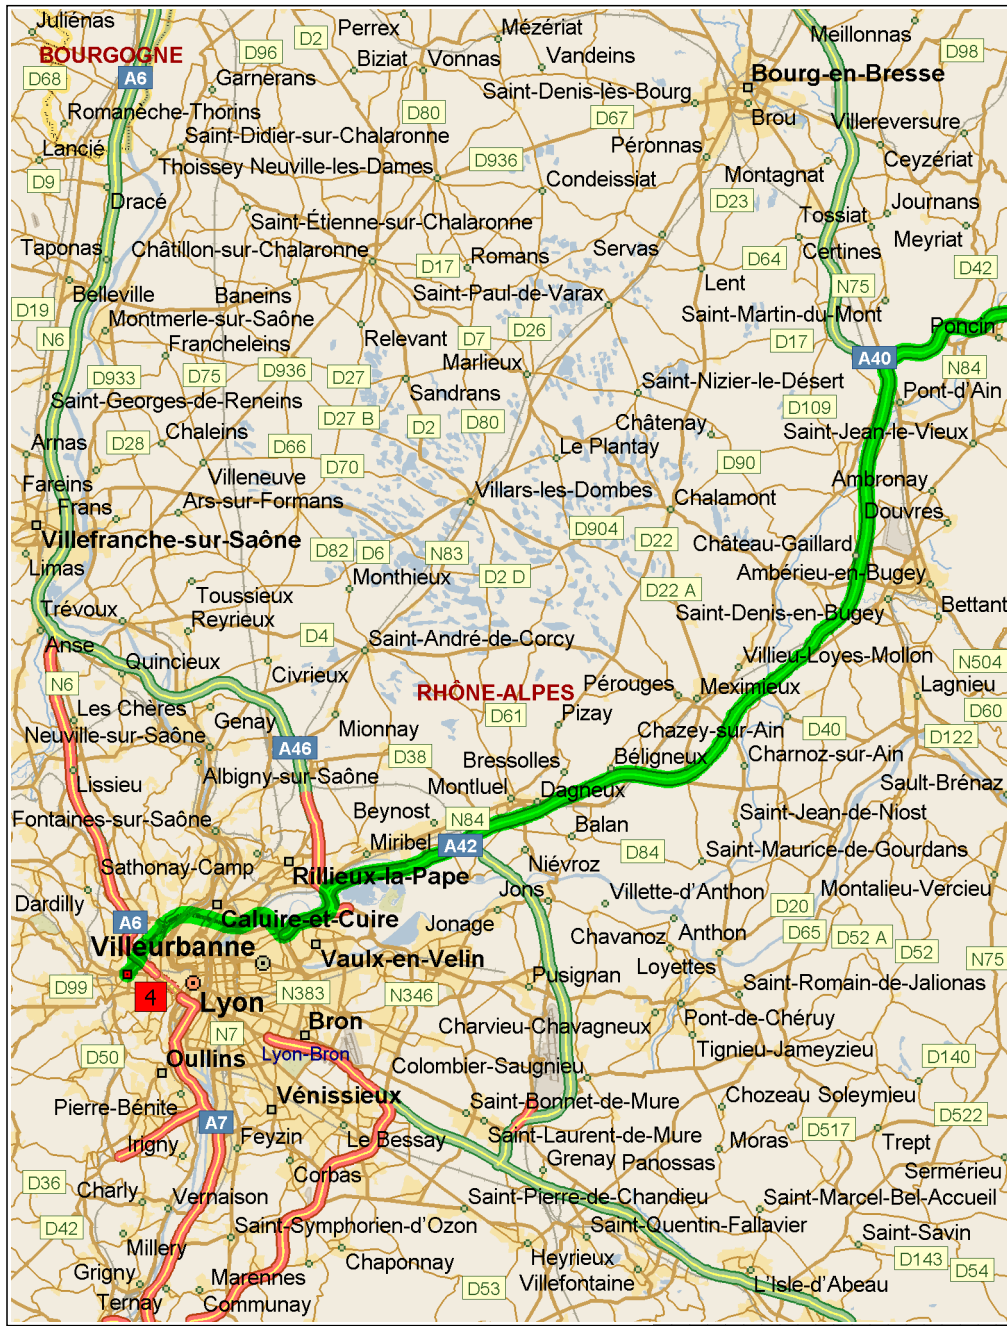 Juliénas
Perrex
Mézériat
Meillonnas
D2
D96
D98
BOURGOGNE
Biziat
Vonnas
Vandeins
D68
A6
Garnerans
Bourg-en-Bresse
Saint-Denis-lès-Bourg
Romanèche-Thorins
D80
D67
Brou
Villereversure
Saint-Didier-sur-Chalaronne
Lancié
Péronnas
Thoissey
Neuville-les-Dames
D936
Ceyzériat
D9
Condeissiat
Montagnat
Dracé
D23
Journans
Saint-Étienne-sur-Chalaronne
Tossiat
Taponas
Châtillon-sur-Chalaronne
Romans
Servas
Certines
Meyriat
D17
D64
D42
Belleville
Baneins
Saint-Paul-de-Varax
Lent
N75
D19
Montmerle-sur-Saône
Saint-Martin-du-Mont
Poncin
N6
Francheleins
Relevant
D7
D26
D17
Marlieux
A40
D933
D75
D936
D27
N84
Saint-Georges-de-Reneins
Sandrans
Saint-Nizier-le-Désert
Pont-d'Ain
D27 B
D2
D80
D109
Arnas
D28
Chaleins
D66
Châtenay
Saint-Jean-le-Vieux
Le Plantay
D70
D90
Fareins
Villeneuve
Ambronay
Frans
Ars-sur-Formans
Villars-les-Dombes
Chalamont
Douvres
Villefranche-sur-Saône
D904
D22
Château-Gaillard
D82
D6
N83
Limas
Monthieux
D2 D
Ambérieu-en-Bugey
Toussieux
D22 A
Trévoux
Reyrieux
Saint-Denis-en-Bugey
Bettant
D4
Anse
Saint-André-de-Corcy
Quincieux
Civrieux
Villieu-Loyes-Mollon
N504
N6
RHÔNE-ALPES
Pérouges
Meximieux
Lagnieu
Les Chères
Genay
Mionnay
D61
Pizay
D60
Neuville-sur-Saône
Chazey-sur-Ain
D40
D122
A46
D38
Bressolles
Béligneux
Charnoz-sur-Ain
Lissieu
Albigny-sur-Saône
Montluel
Dagneux
Sault-Brénaz
Fontaines-sur-Saône
Beynost
N84
Balan
Saint-Jean-de-Niost
Sathonay-Camp
Miribel
A42
Niévroz
D84
Saint-Maurice-de-Gourdans
Rillieux-la-Pape
Dardilly
Jons
Villette-d'Anthon
Montalieu-Vercieu
A6
Caluire-et-Cuire
Jonage
D20
Villeurbanne
Chavanoz
Anthon
D65
D52 A
D52
N75
Vaulx-en-Velin
Loyettes
D99
4
Lyon
N383
N346
Pusignan
Saint-Romain-de-Jalionas
Bron
Charvieu-Chavagneux
Pont-de-Chéruy
N7
D50
Oullins
Lyon-Bron
Tignieu-Jameyzieu
D140
Colombier-Saugnieu
Pierre-Bénite
Vénissieux
Saint-Bonnet-de-Mure
Chozeau
Soleymieu
D522
A7
Irigny
Feyzin
Le Bessay
Saint-Laurent-de-Mure
Moras
D517
Trept
Grenay
Panossas
D36
Charly
Corbas
Sermérieu
Vernaison
Saint-Pierre-de-Chandieu
Saint-Marcel-Bel-Accueil
D42
Saint-Symphorien-d'Ozon
Saint-Quentin-Fallavier
Saint-Savin
Millery
Chaponnay
Heyrieux
D143
D54
Grigny
Marennes
D53
Villefontaine
L'Isle-d'Abeau
Ternay
Communay